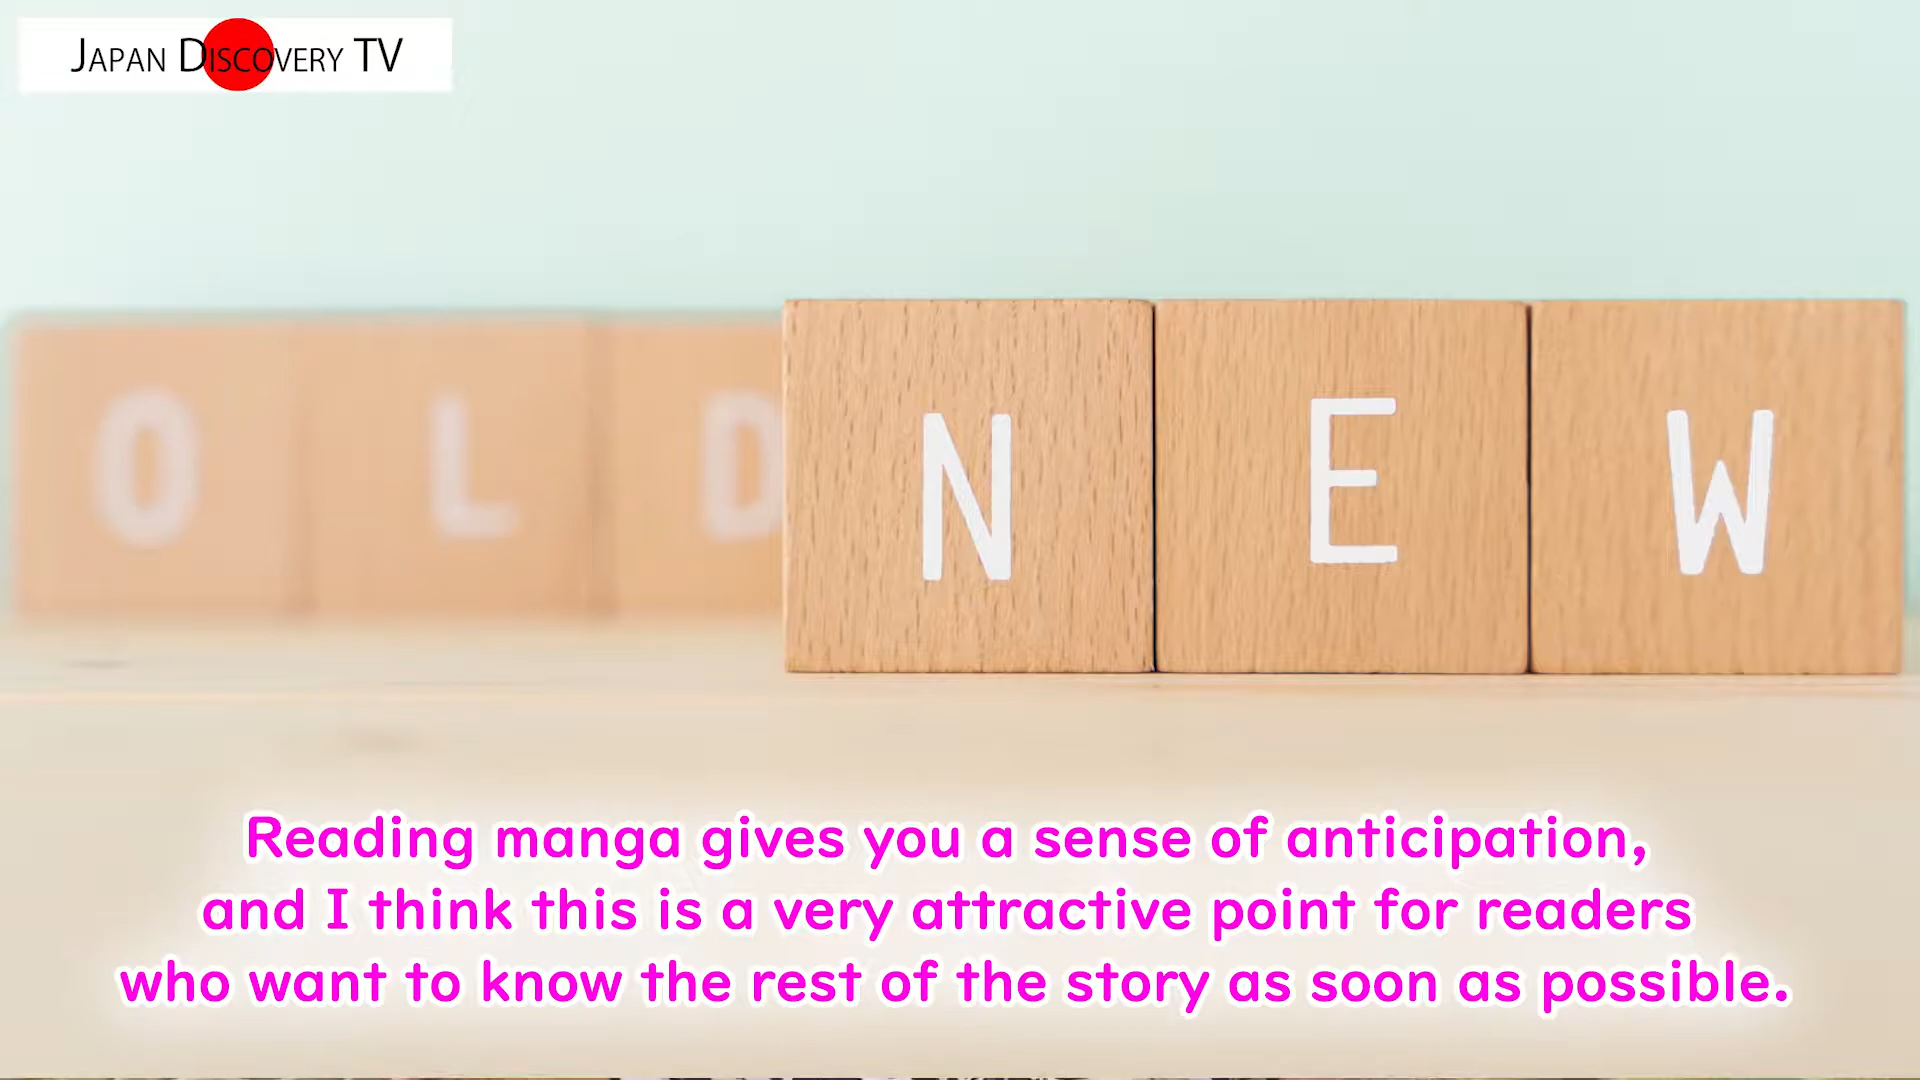 JAPAN DISCOVERY TV
OLD
NEW
Reading manga gives you a sense of anticipation,
and I think this is a very attractive point for readers
who want to know the rest of the story as soon as possible.